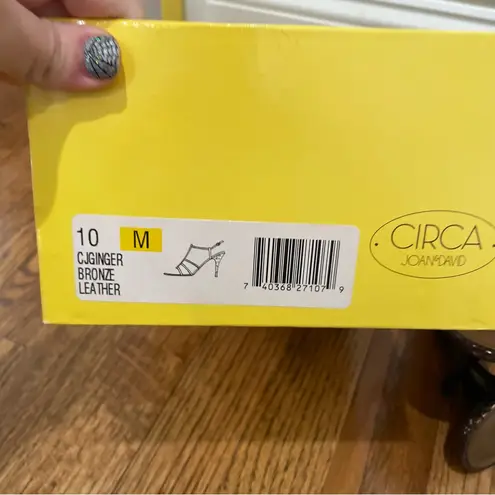 10 M
CJGINGER
BRONZE
LEATHER
7 40368 27107 9
CIRCA
JOAN&DAVID